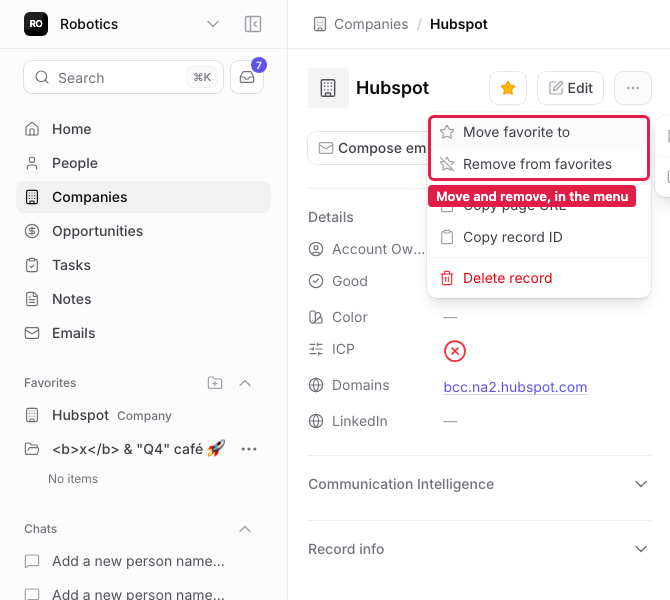 RO Robotics
Search ⌘K
7
Home
People
Companies
Opportunities
Tasks
Notes
Emails
Favorites
Hubspot Company
<b>x</b> & "Q4" café 🚀
No items
Chats
Add a new person name...
Add a new person name...
Companies / Hubspot
Hubspot
Edit
Compose em
Move favorite to
Remove from favorites
Move and remove, in the menu
Copy page URL
Copy record ID
Delete record
Details
Account Ow...
Good
Color —
ICP
Domains bcc.na2.hubspot.com
LinkedIn —
Communication Intelligence
Record info